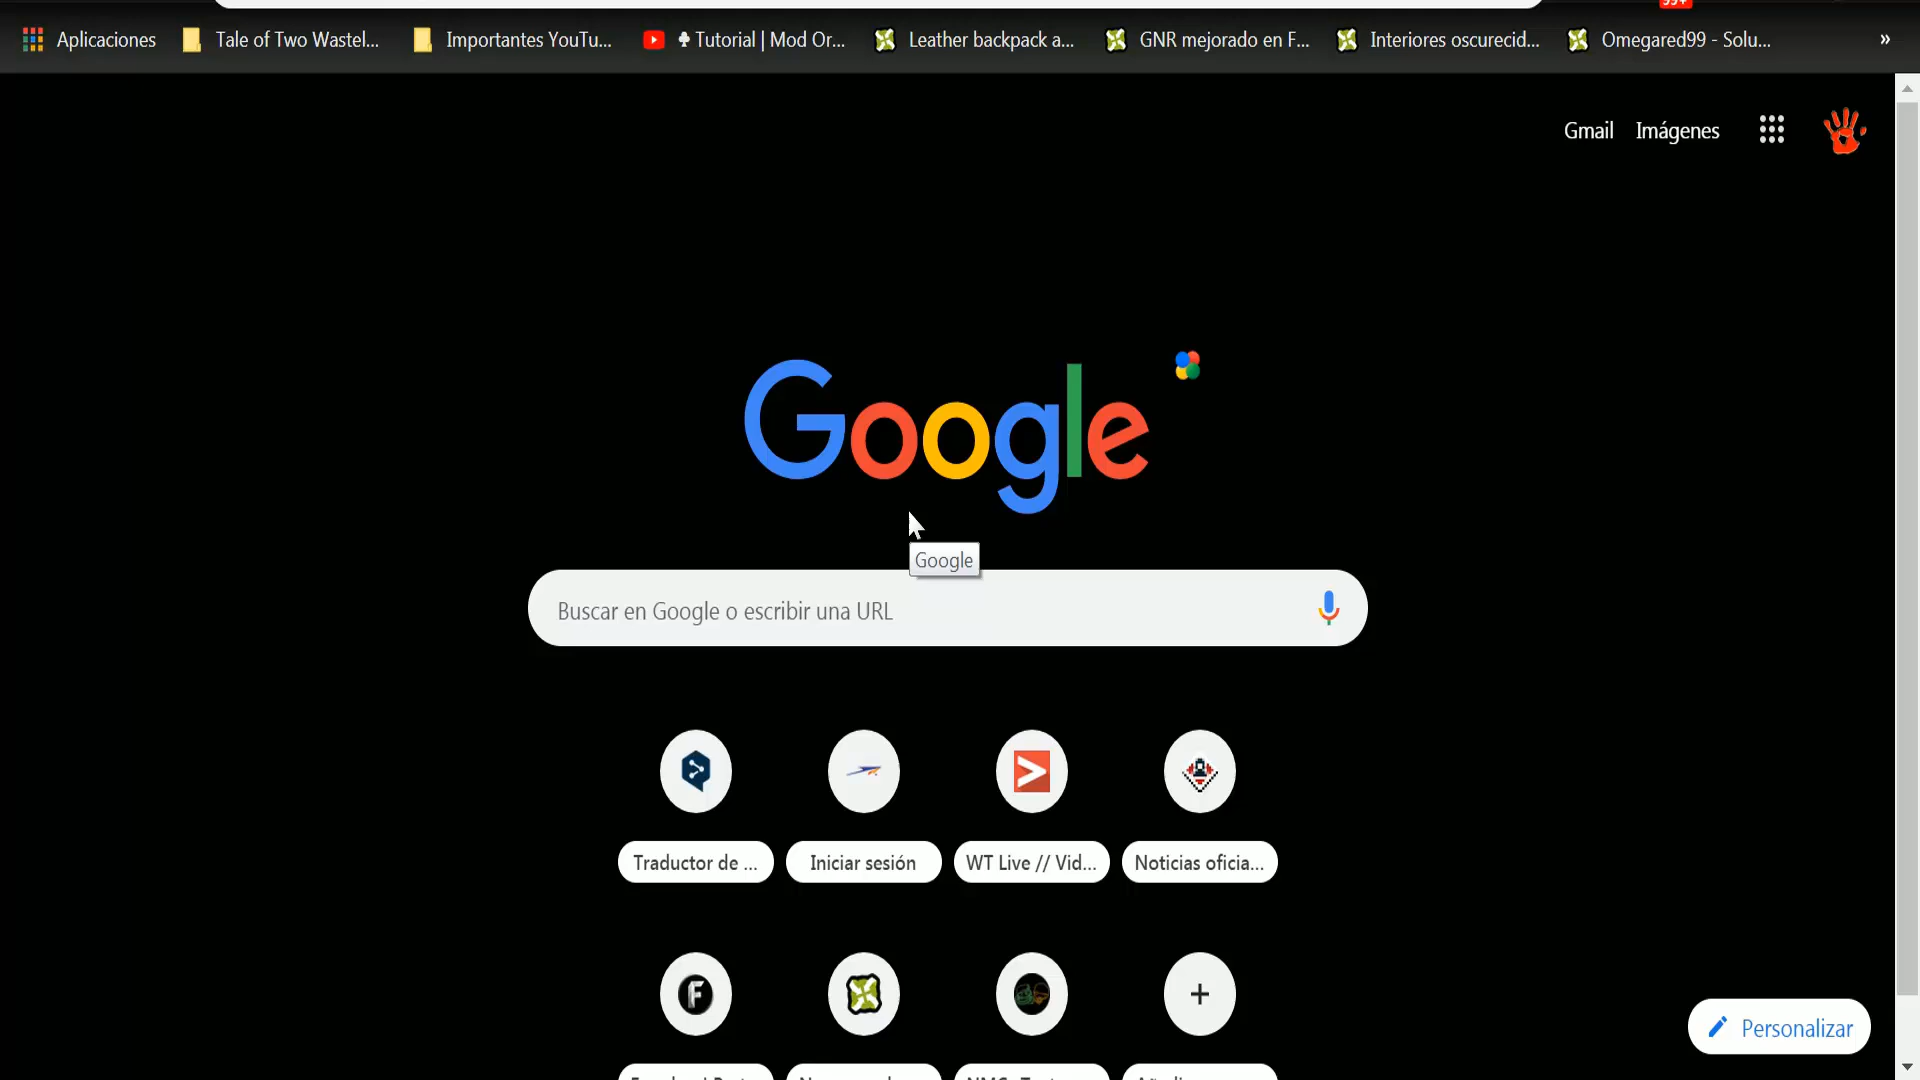 99+
Aplicaciones
Tale of Two Wastel...
Importantes YouTu...
♣ Tutorial | Mod Or...
Leather backpack a...
GNR mejorado en F...
Interiores oscurecid...
Omegared99 - Solu...
»
Gmail
Imágenes
Google
Google
Buscar en Google o escribir una URL
Traductor de ...
Iniciar sesión
WT Live // Vid...
Noticias oficia...
F
Personalizar